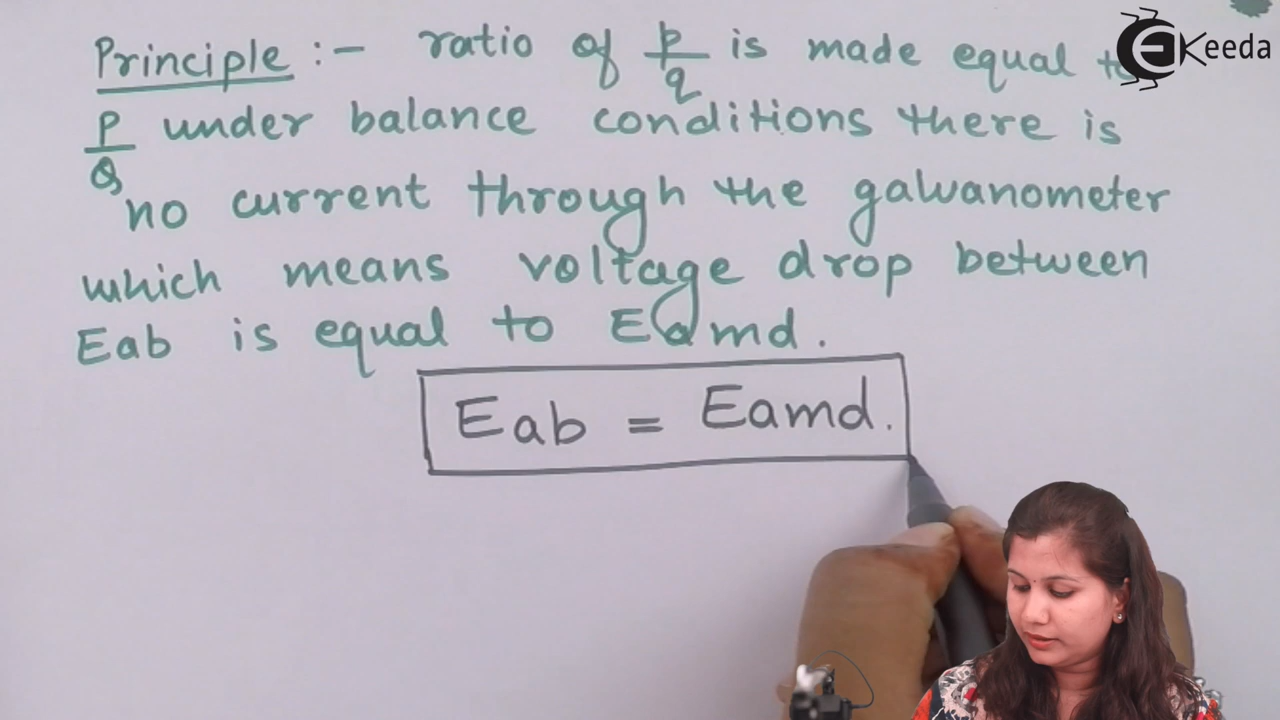 Principle :- ratio of p/q is made equal to
P/Q under balance conditions there is
no current through the galvanometer
which means voltage drop between
Eab is equal to Eamd.
Eab = Eamd.
EKeeda